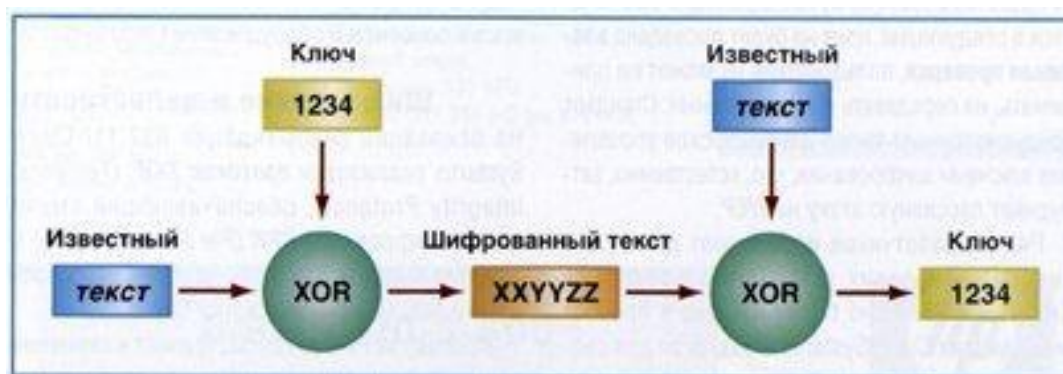 Ключ
1234
Известный
текст
Известный
текст
XOR
Шифрованный текст
XXYYZZ
XOR
Ключ
1234